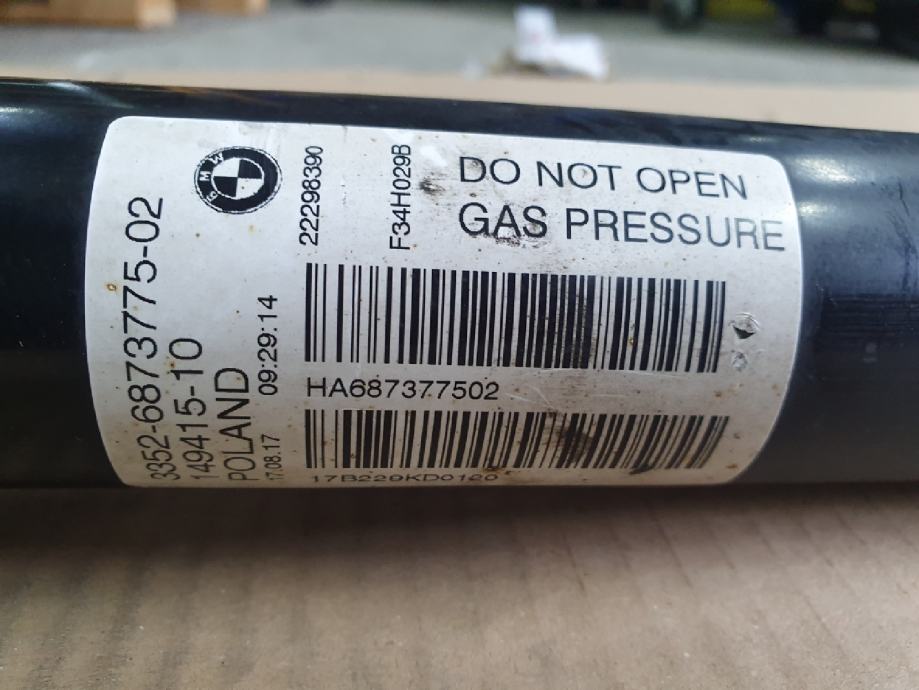 BMW
3352-6873775-02
149415-10
POLAND
17.08.17 09:29:14
22298390
F34H029B
DO NOT OPEN
GAS PRESSURE
HA687377502
17B229KD0120